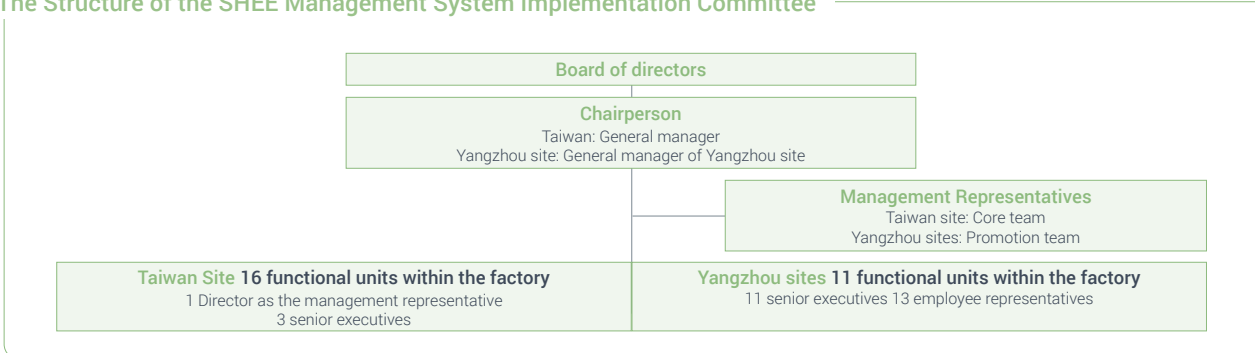 The Structure of the SHEE Management System Implementation Committee
Board of directors
Chairperson
Taiwan: General manager
Yangzhou site: General manager of Yangzhou site
Management Representatives
Taiwan site: Core team
Yangzhou sites: Promotion team
Taiwan Site 16 functional units within the factory
1 Director as the management representative
3 senior executives
Yangzhou sites 11 functional units within the factory
11 senior executives 13 employee representatives